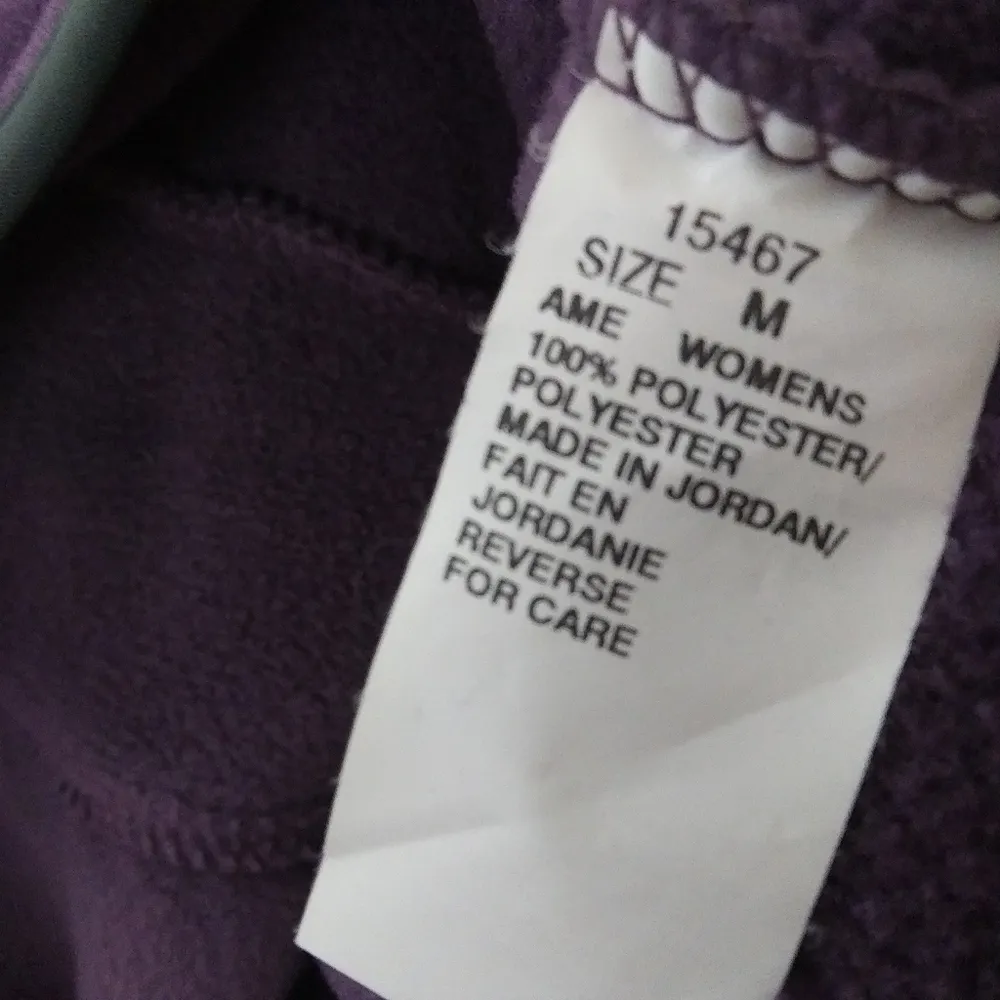 15467
SIZE M
AME WOMENS
100% POLYESTER/
POLYESTER
MADE IN JORDAN/
FAIT EN
JORDANIE
REVERSE
FOR CARE